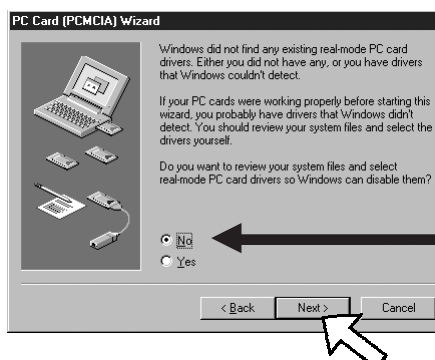 PC Card (PCMCIA) Wizard
Windows did not find any existing real-mode PC card
drivers. Either you did not have any, or you have drivers
that Windows couldn't detect.
If your PC cards were working properly before starting this
wizard, you probably have drivers that Windows didn't
detect. You should review your system files and select the
drivers yourself.
Do you want to review your system files and select
real-mode PC card drivers so Windows can disable them?
No
Yes
< Back
Next >
Cancel